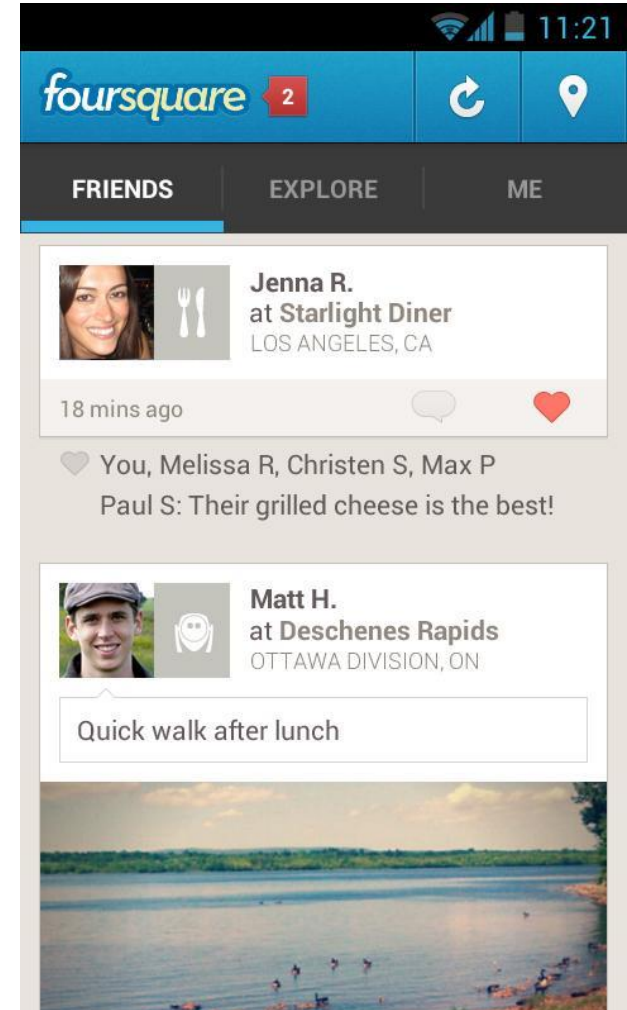 11:21
foursquare 2
FRIENDS EXPLORE ME
Jenna R.
at Starlight Diner
LOS ANGELES, CA
18 mins ago
You, Melissa R, Christen S, Max P
Paul S: Their grilled cheese is the best!
Matt H.
at Deschenes Rapids
OTTAWA DIVISION, ON
Quick walk after lunch